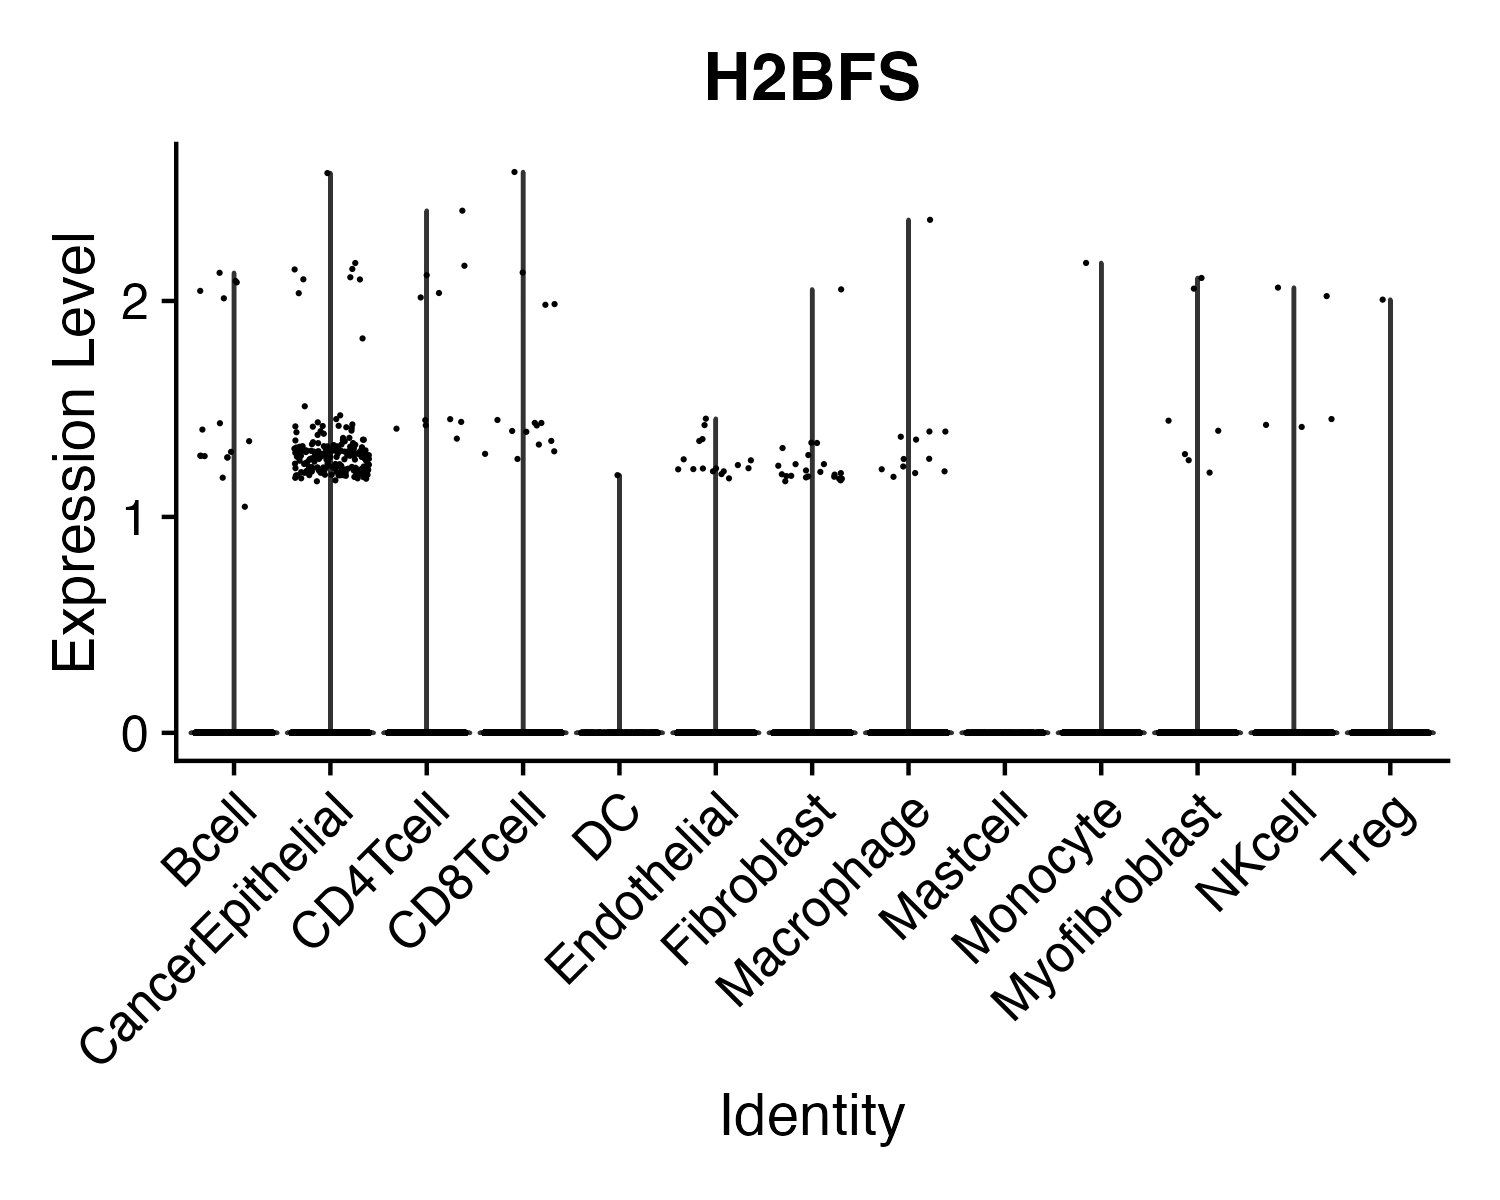 H2BFS
Expression Level
2
1
0
Bcell
CancerEpithelial
CD4Tcell
CD8Tcell
DC
Endothelial
Fibroblast
Macrophage
Mastcell
Monocyte
Myofibroblast
NKcell
Treg
Identity